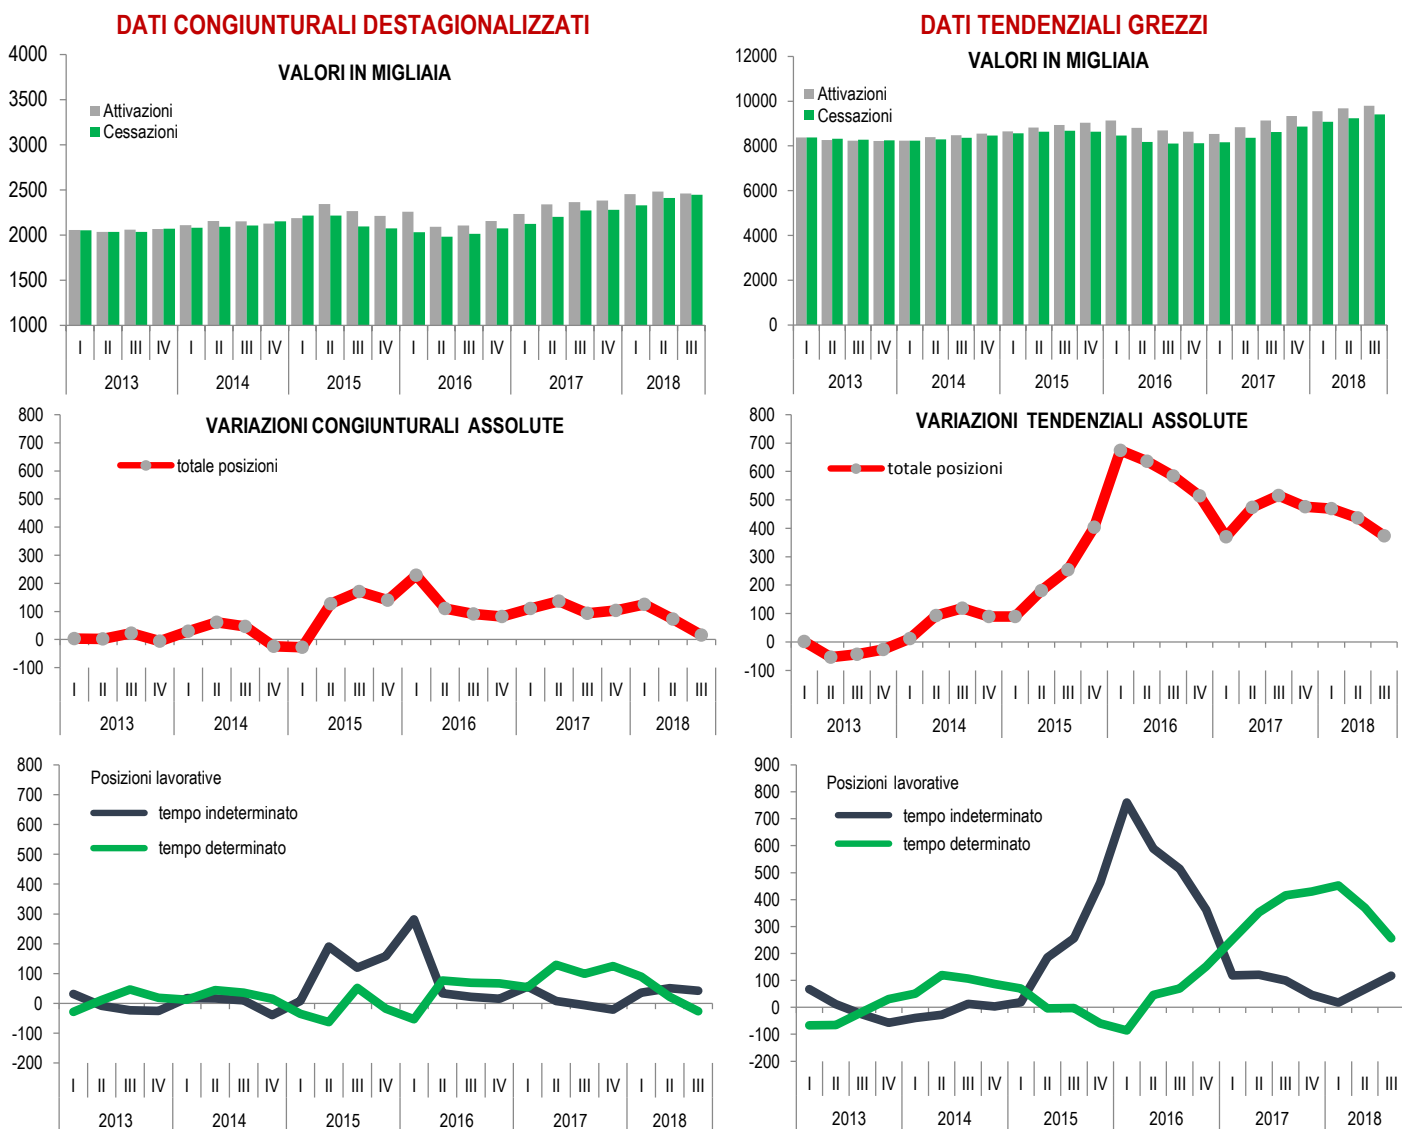 DATI CONGIUNTURALI DESTAGIONALIZZATI
VALORI IN MIGLIAIA
Attivazioni
Cessazioni
4000
3500
3000
2500
2000
1500
1000
I II III IV I II III IV I II III IV I II III IV I II III IV I II III
2013 2014 2015 2016 2017 2018
DATI TENDENZIALI GREZZI
VALORI IN MIGLIAIA
Attivazioni
Cessazioni
12000
10000
8000
6000
4000
2000
0
I II III IV I II III IV I II III IV I II III IV I II III IV I II III
2013 2014 2015 2016 2017 2018
VARIAZIONI CONGIUNTURALI ASSOLUTE
totale posizioni
800
700
600
500
400
300
200
100
0
-100
I II III IV I II III IV I II III IV I II III IV I II III IV I II III
2013 2014 2015 2016 2017 2018
VARIAZIONI TENDENZIALI ASSOLUTE
totale posizioni
800
700
600
500
400
300
200
100
0
-100
I II III IV I II III IV I II III IV I II III IV I II III IV I II III
2013 2014 2015 2016 2017 2018
Posizioni lavorative
tempo indeterminato
tempo determinato
800
700
600
500
400
300
200
100
0
-100
-200
I II III IV I II III IV I II III IV I II III IV I II III IV I II III
2013 2014 2015 2016 2017 2018
Posizioni lavorative
tempo indeterminato
tempo determinato
900
800
700
600
500
400
300
200
100
0
-100
-200
I II III IV I II III IV I II III IV I II III IV I II III IV I II III
2013 2014 2015 2016 2017 2018